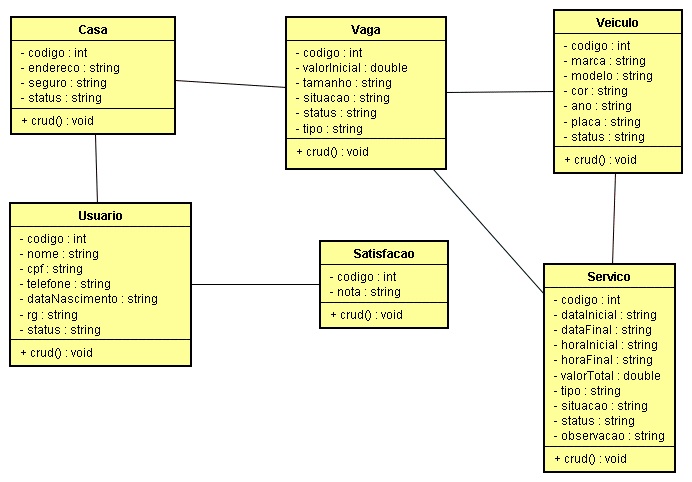 Casa
- codigo : int
- endereco : string
- seguro : string
- status : string
+ crud() : void
Vaga
- codigo : int
- valorInicial : double
- tamanho : string
- situacao : string
- status : string
- tipo : string
+ crud() : void
Veiculo
- codigo : int
- marca : string
- modelo : string
- cor : string
- ano : string
- placa : string
- status : string
+ crud() : void
Usuario
- codigo : int
- nome : string
- cpf : string
- telefone : string
- dataNascimento : string
- rg : string
- status : string
+ crud() : void
Satisfacao
- codigo : int
- nota : string
+ crud() : void
Servico
- codigo : int
- dataInicial : string
- dataFinal : string
- horaInicial : string
- horaFinal : string
- valorTotal : double
- tipo : string
- situacao : string
- status : string
- observacao : string
+ crud() : void